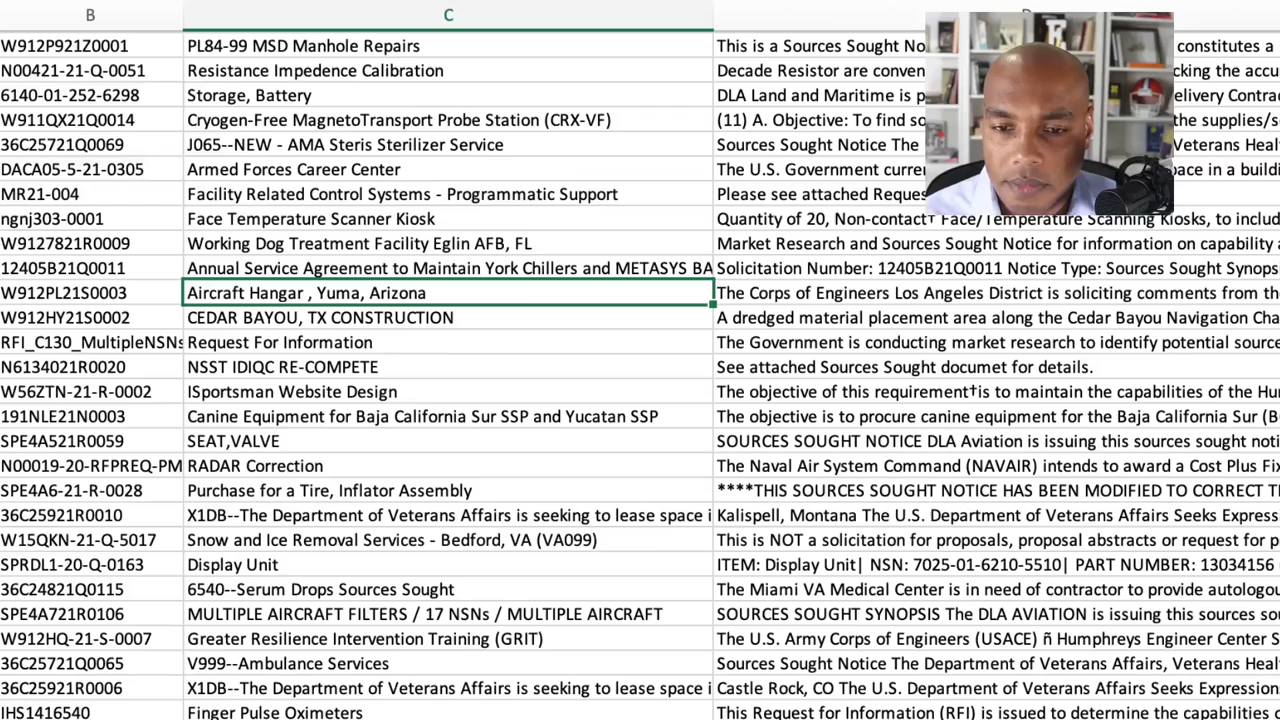 B C
W912P921Z0001 PL84-99 MSD Manhole Repairs This is a Sources Sought No constitutes a
N00421-21-Q-0051 Resistance Impedence Calibration Decade Resistor are conven cking the accu
6140-01-252-6298 Storage, Battery DLA Land and Maritime is p elivery Contrac
W911QX21Q0014 Cryogen-Free MagnetoTransport Probe Station (CRX-VF) (11) A. Objective: To find so the supplies/s
36C25721Q0069 J065--NEW - AMA Steris Sterilizer Service Sources Sought Notice The Veterans Heal
DACA05-5-21-0305 Armed Forces Career Center The U.S. Government curren pace in a buildi
MR21-004 Facility Related Control Systems - Programmatic Support Please see attached Reques
ngnj303-0001 Face Temperature Scanner Kiosk Quantity of 20, Non-contact† Face/Temperature Scanning Kiosks, to includ
W9127821R0009 Working Dog Treatment Facility Eglin AFB, FL Market Research and Sources Sought Notice for information on capability a
12405B21Q0011 Annual Service Agreement to Maintain York Chillers and METASYS BA Solicitation Number: 12405B21Q0011 Notice Type: Sources Sought Synops
W912PL21S0003 Aircraft Hangar , Yuma, Arizona The Corps of Engineers Los Angeles District is soliciting comments from th
W912HY21S0002 CEDAR BAYOU, TX CONSTRUCTION A dredged material placement area along the Cedar Bayou Navigation Cha
RFI_C130_MultipleNSNs Request For Information The Government is conducting market research to identify potential source
N6134021R0020 NSST IDIQC RE-COMPETE See attached Sources Sought documet for details.
W56ZTN-21-R-0002 ISportsman Website Design The objective of this requirement†is to maintain the capabilities of the Hu
191NLE21N0003 Canine Equipment for Baja California Sur SSP and Yucatan SSP The objective is to procure canine equipment for the Baja California Sur (B
SPE4A521R0059 SEAT,VALVE SOURCES SOUGHT NOTICE DLA Aviation is issuing this sources sought noti
N00019-20-RFPREQ-PM RADAR Correction The Naval Air System Command (NAVAIR) intends to award a Cost Plus Fix
SPE4A6-21-R-0028 Purchase for a Tire, Inflator Assembly ****THIS SOURCES SOUGHT NOTICE HAS BEEN MODIFIED TO CORRECT TI
36C25921R0010 X1DB--The Department of Veterans Affairs is seeking to lease space i Kalispell, Montana The U.S. Department of Veterans Affairs Seeks Express
W15QKN-21-Q-5017 Snow and Ice Removal Services - Bedford, VA (VA099) This is NOT a solicitation for proposals, proposal abstracts or request for p
SPRDL1-20-Q-0163 Display Unit ITEM: Display Unit| NSN: 7025-01-6210-5510| PART NUMBER: 13034156
36C24821Q0115 6540--Serum Drops Sources Sought The Miami VA Medical Center is in need of contractor to provide autologou
SPE4A721R0106 MULTIPLE AIRCRAFT FILTERS / 17 NSNs / MULTIPLE AIRCRAFT SOURCES SOUGHT SYNOPSIS The DLA AVIATION is issuing this sources so
W912HQ-21-S-0007 Greater Resilience Intervention Training (GRIT) The U.S. Army Corps of Engineers (USACE) ñ Humphreys Engineer Center S
36C25721Q0065 V999--Ambulance Services Sources Sought Notice The Department of Veterans Affairs, Veterans Heal
36C25921R0006 X1DB--The Department of Veterans Affairs is seeking to lease space i Castle Rock, CO The U.S. Department of Veterans Affairs Seeks Expression
IHS1416540 Finger Pulse Oximeters This Request for Information (RFI) is issued to determine the capabilities o